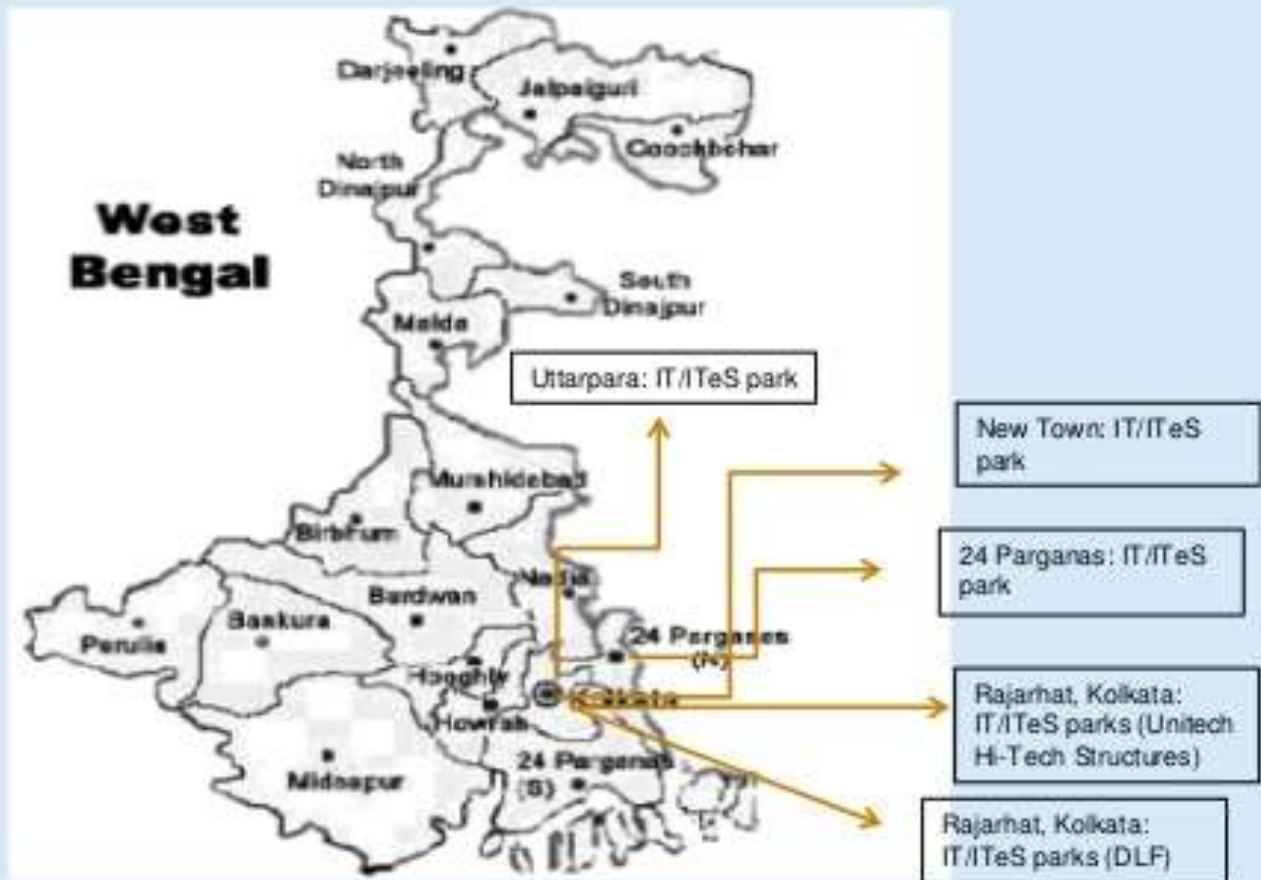 Darjeeling
Jalpaiguri
Coochbehar
North
Dinajpur
West
Bengal
South
Dinajpur
Malda
Uttarpara: IT/ITeS park
New Town: IT/ITeS
park
Murshidabad
Birbhum
24 Parganas: IT/ITeS
park
Nadia
Bardwan
Bankura
Perulia
24 Parganas
(N)
Hooghly
Kolkata
Howrah
Rajarhat, Kolkata:
IT/ITeS parks (Unitech
Hi-Tech Structures)
24 Parganas
(S)
Midnapur
Rajarhat, Kolkata:
IT/ITeS parks (DLF)